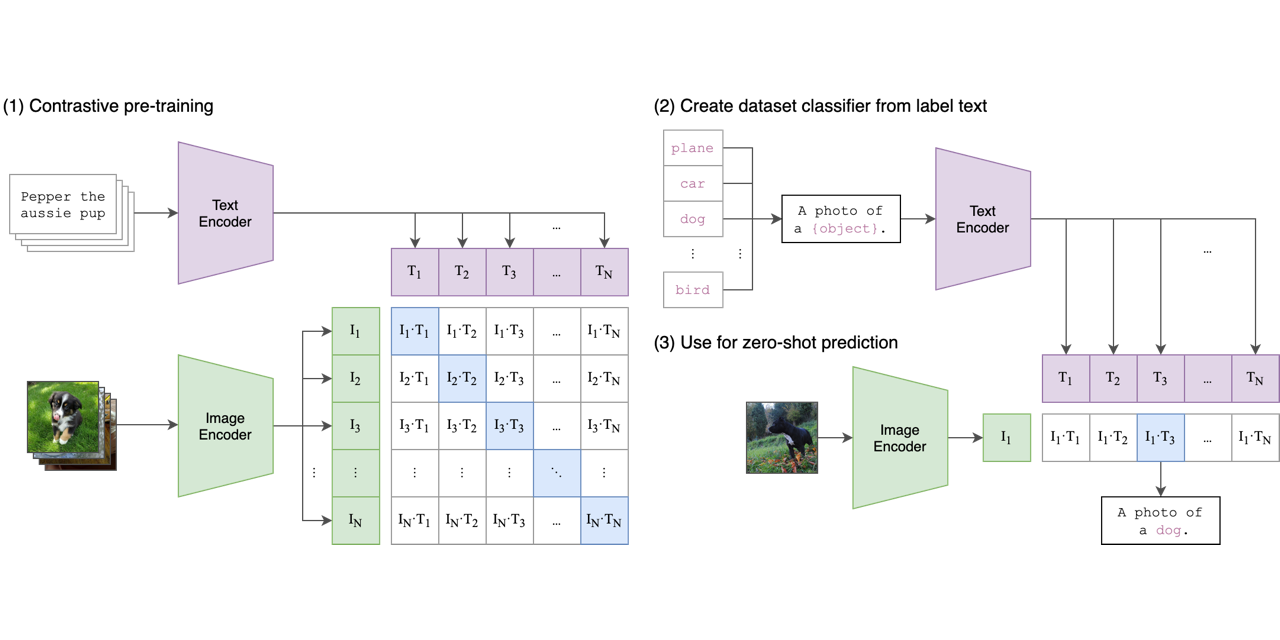 (1) Contrastive pre-training
Pepper the
aussie pup
Text
Encoder
...
T1 T2 T3 ... TN
Image
Encoder
I1
I2
I3
⋮ ⋮
IN
I1·T1 I1·T2 I1·T3 ... I1·TN
I2·T1 I2·T2 I2·T3 ... I2·TN
I3·T1 I3·T2 I3·T3 ... I3·TN
⋮ ⋮ ⋮ ⋱ ⋮
IN·T1 IN·T2 IN·T3 ... IN·TN
(2) Create dataset classifier from label text
plane
car
dog
⋮ ⋮
bird
A photo of
a {object}.
Text
Encoder
...
(3) Use for zero-shot prediction
T1 T2 T3 ... TN
Image
Encoder
I1
I1·T1 I1·T2 I1·T3 ... I1·TN
A photo of
a dog.